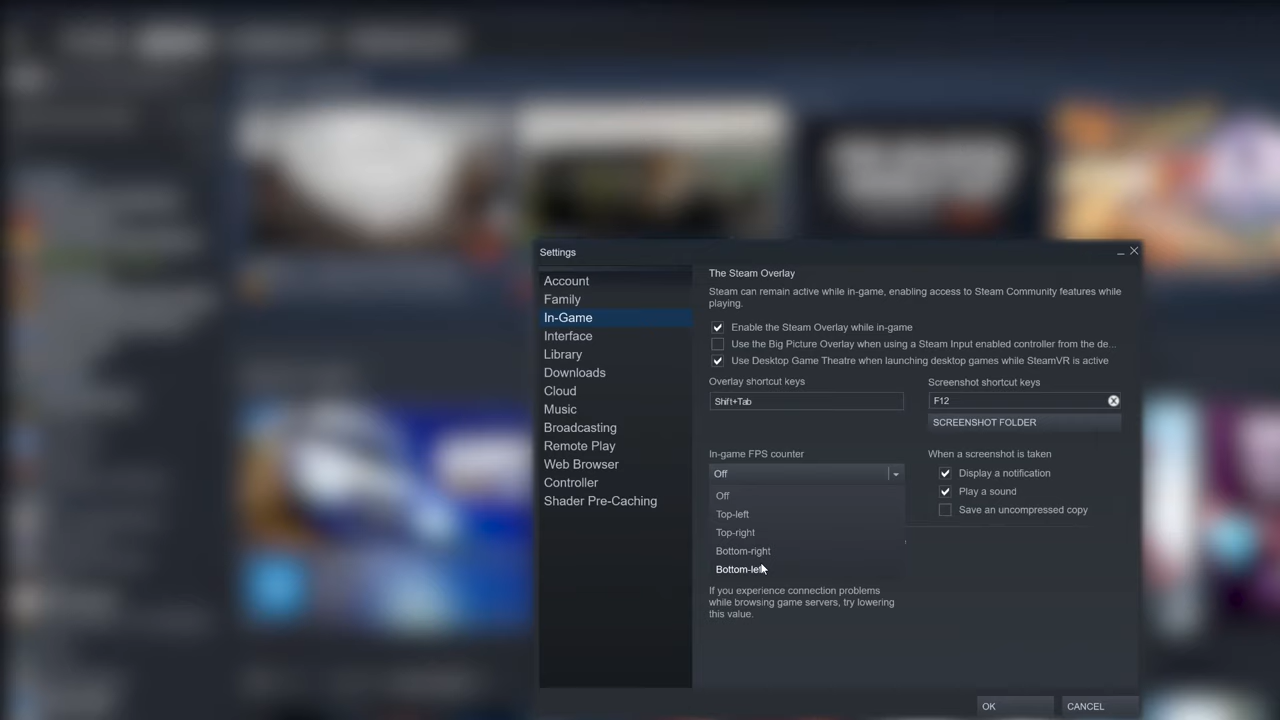 Settings
Account
Family
In-Game
Interface
Library
Downloads
Cloud
Music
Broadcasting
Remote Play
Web Browser
Controller
Shader Pre-Caching
The Steam Overlay
Steam can remain active while in-game, enabling access to Steam Community features while
playing.
Enable the Steam Overlay while in-game
Use the Big Picture Overlay when using a Steam Input enabled controller from the de...
Use Desktop Game Theatre when launching desktop games while SteamVR is active
Overlay shortcut keys
Shift+Tab
Screenshot shortcut keys
F12
SCREENSHOT FOLDER
In-game FPS counter
Off
Off
Top-left
Top-right
Bottom-right
Bottom-left
When a screenshot is taken
Display a notification
Play a sound
Save an uncompressed copy
If you experience connection problems
while browsing game servers, try lowering
this value.
OK
CANCEL